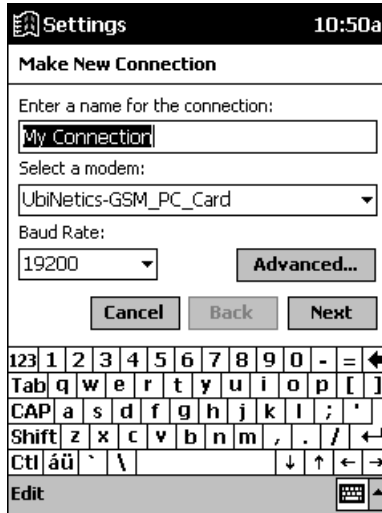 Settings 10:50a
Make New Connection
Enter a name for the connection:
My Connection
Select a modem:
UbiNetics-GSM_PC_Card
Baud Rate:
19200 Advanced...
Cancel Back Next
123 1 2 3 4 5 6 7 8 9 0 - =
Tab q w e r t y u i o p [ ]
CAP a s d f g h j k l ; '
Shift z x c v b n m , . /
Ctl áü ` \
Edit